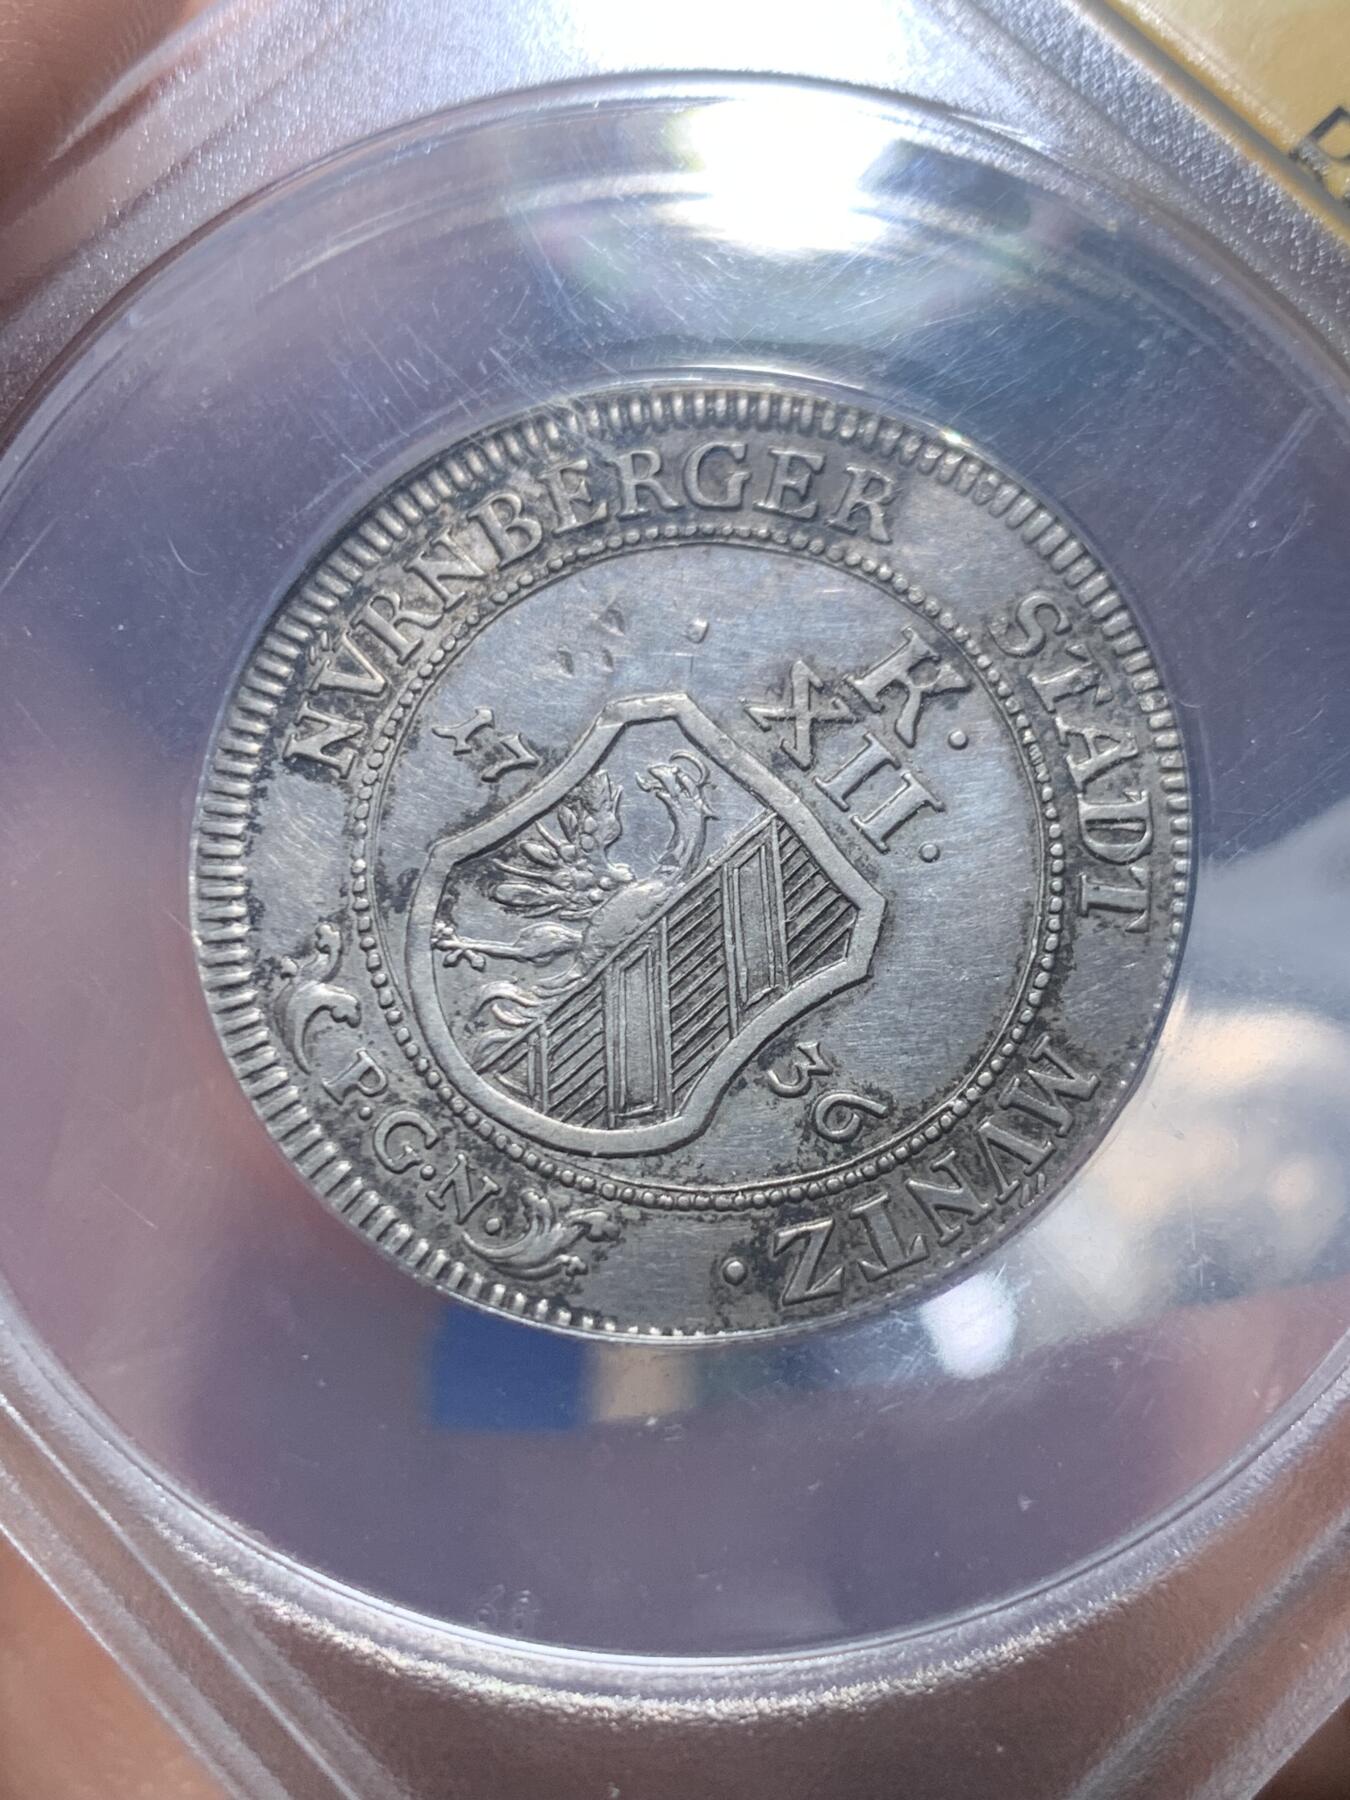 NVRNBERGER STADT MVNTZ ·
K.
XII.
17 36
P.G.N.